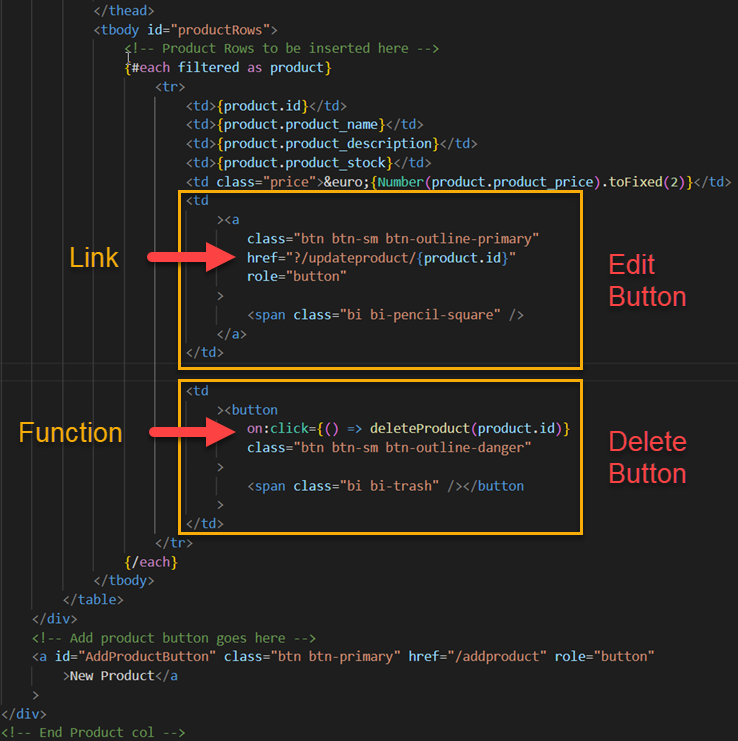 </thead>
<tbody id="productRows">
<!-- Product Rows to be inserted here -->
{#each filtered as product}
<tr>
<td>{product.id}</td>
<td>{product.product_name}</td>
<td>{product.product_description}</td>
<td>{product.product_stock}</td>
<td class="price">&euro;{Number(product.product_price).toFixed(2)}</td>
<td
><a
class="btn btn-sm btn-outline-primary"
Link
href="?/updateproduct/{product.id}"
Edit
Button
role="button"
>
<span class="bi bi-pencil-square" />
</a>
</td>
<td
><button
Function
on:click={() => deleteProduct(product.id)}
Delete
Button
class="btn btn-sm btn-outline-danger"
>
<span class="bi bi-trash" /></button
>
</td>
</tr>
{/each}
</tbody>
</table>
</div>
<!-- Add product button goes here -->
<a id="AddProductButton" class="btn btn-primary" href="/addproduct" role="button"
>New Product</a
>
</div>
<!-- End Product col -->